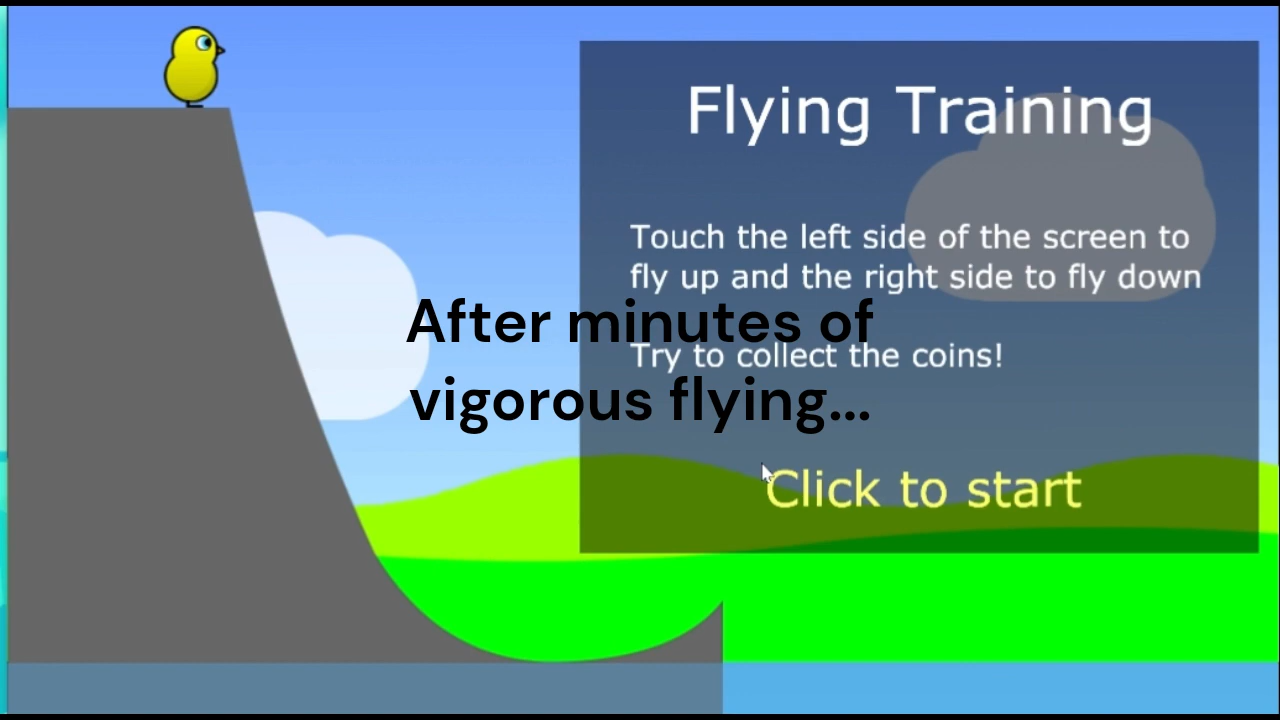 Flying Training
Touch the left side of the screen to
fly up and the right side to fly down
After minutes of
Try to collect the coins!
vigorous flying...
Click to start